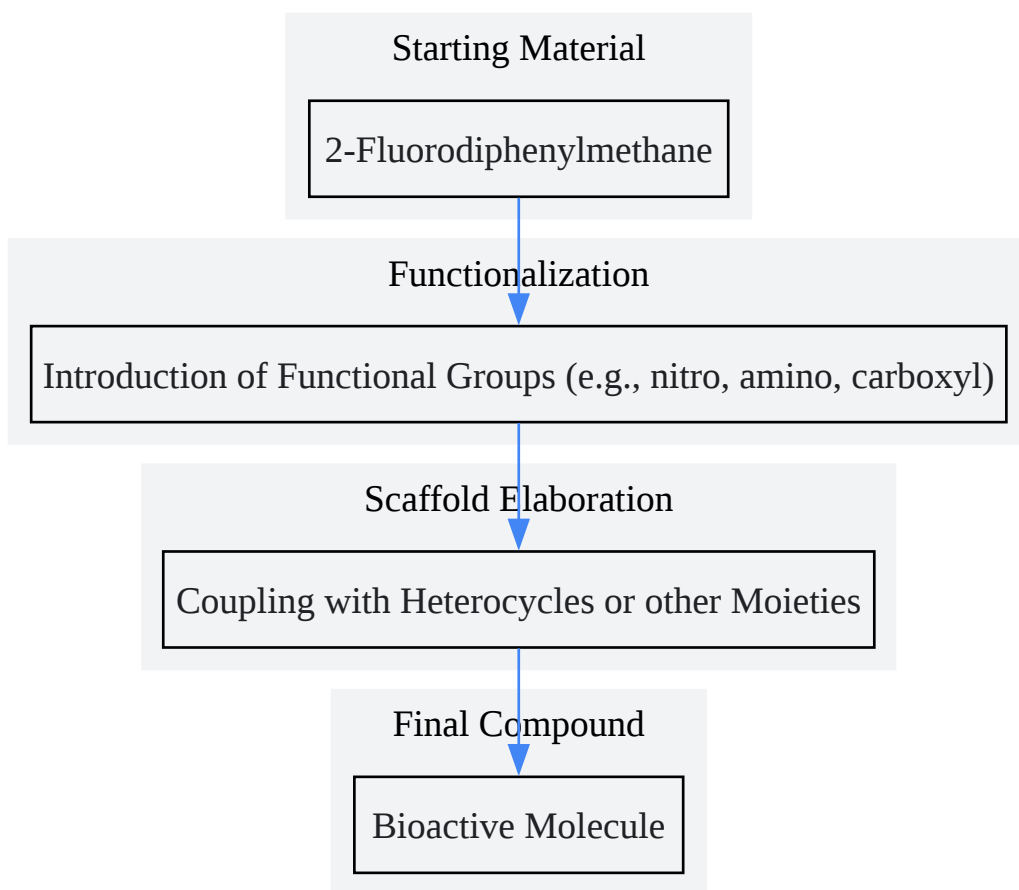 Starting Material
2-Fluorodiphenylmethane
Functionalization
Introduction of Functional Groups (e.g., nitro, amino, carboxyl)
Scaffold Elaboration
Coupling with Heterocycles or other Moieties
Final Compound
Bioactive Molecule